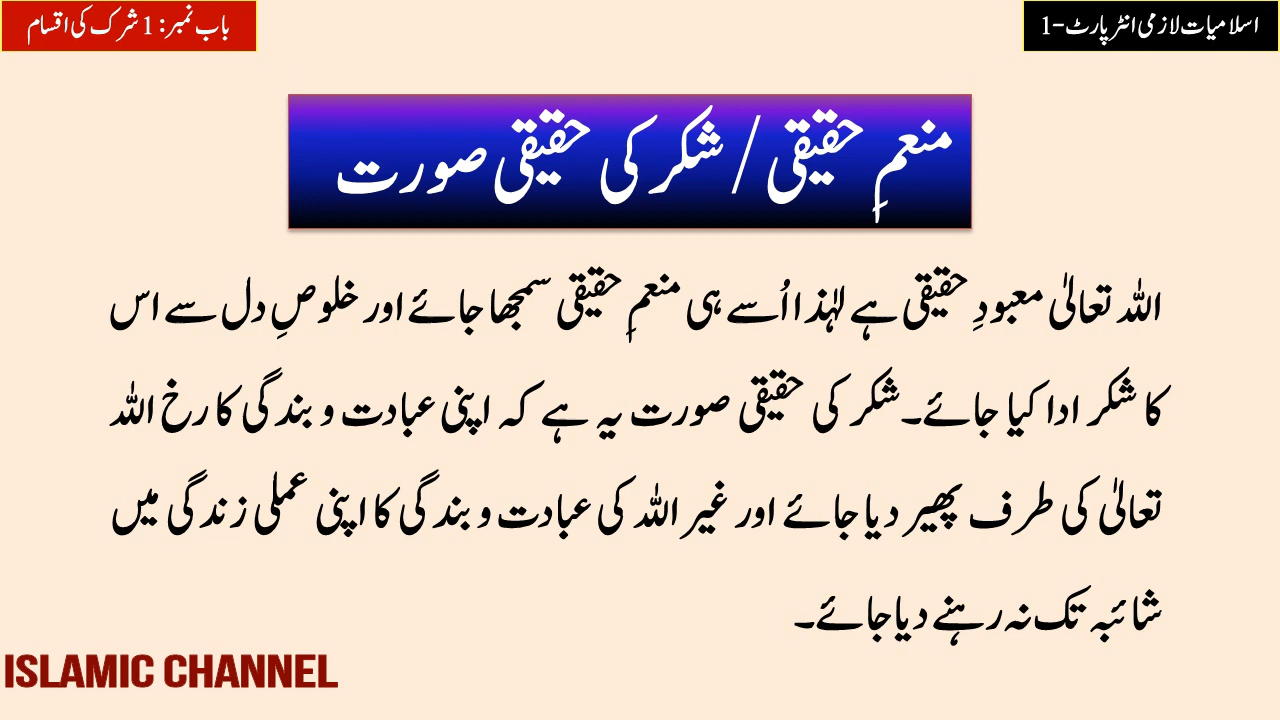 اسلامیات لازمی انٹر پارٹ-1
باب نمبر: 1 شرک کی اقسام
منعمِ حقیقی / شکر کی حقیقی صورت
اللہ تعالیٰ معبودِ حقیقی ہے لہٰذا اُسے ہی منعمِ حقیقی سمجھا جائے اور خلوصِ دل سے اس
کا شکر ادا کیا جائے۔ شکر کی حقیقی صورت یہ ہے کہ اپنی عبادت و بندگی کا رخ اللہ
تعالیٰ کی طرف پھیر دیا جائے اور غیر اللہ کی عبادت و بندگی کا اپنی عملی زندگی میں
شائبہ تک نہ رہنے دیا جائے۔
ISLAMIC CHANNEL